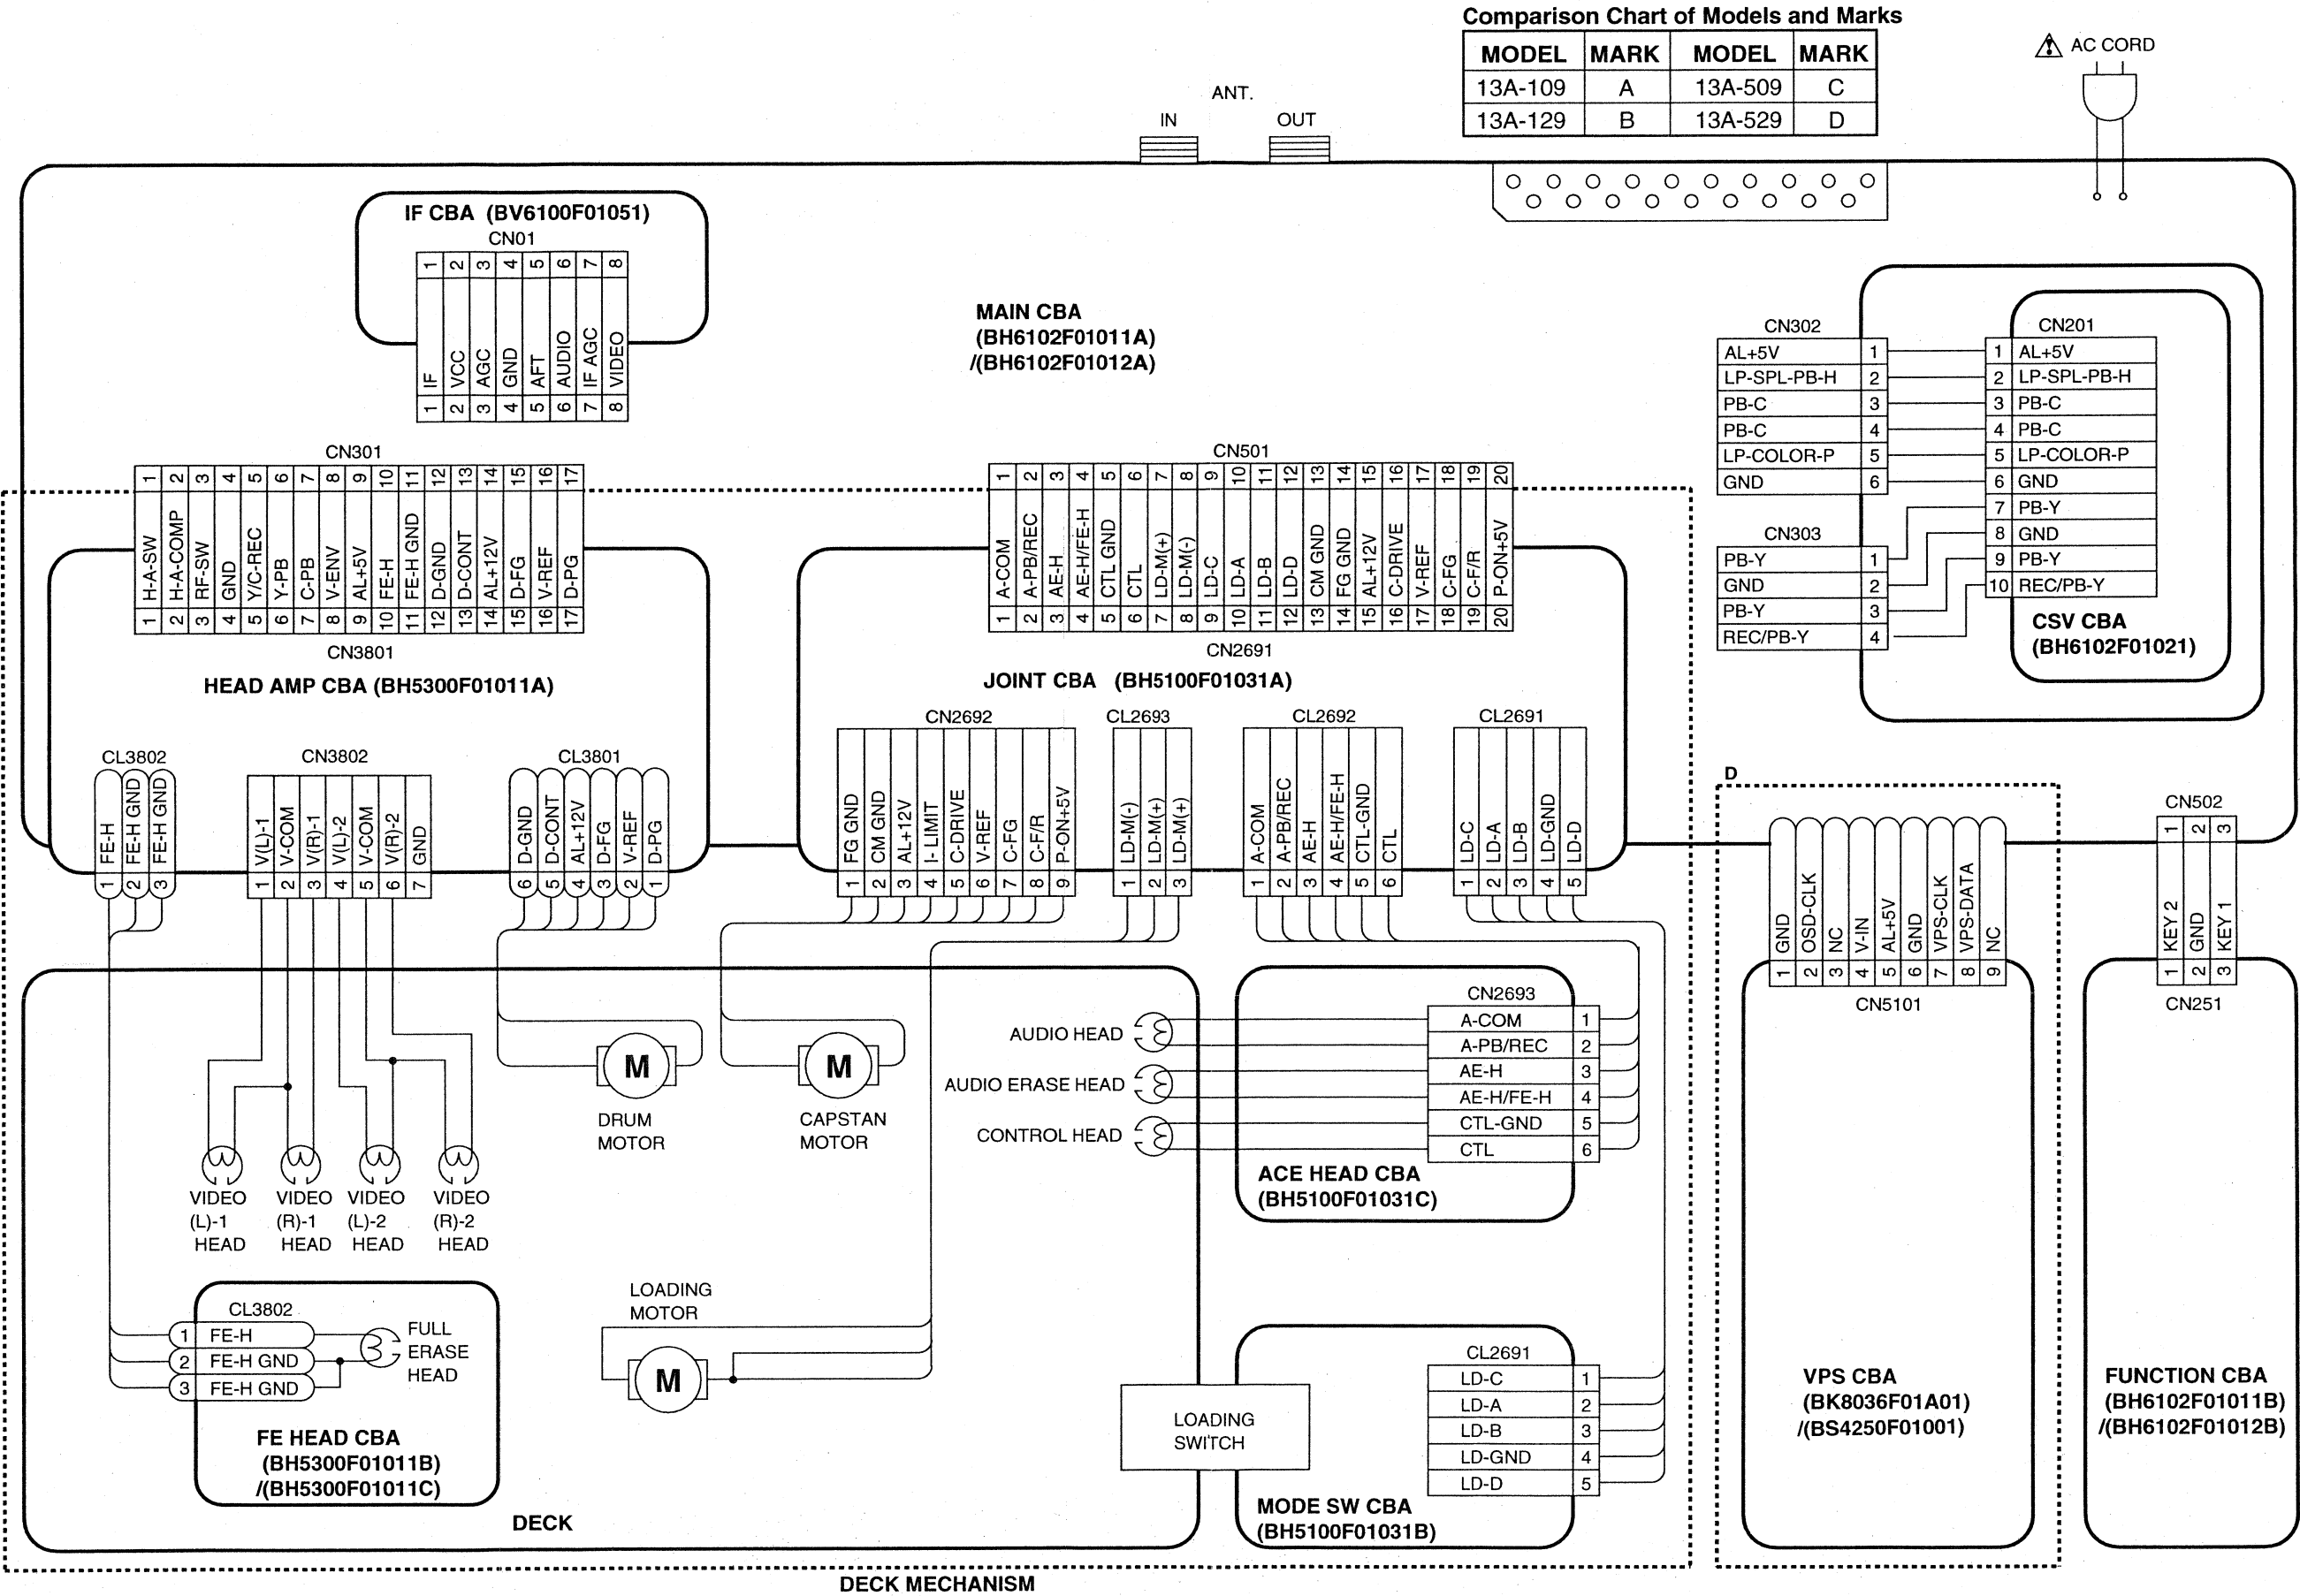 Comparison Chart of Models and Marks
MODEL MARK MODEL MARK
13A-109 A 13A-509 C
13A-129 B 13A-529 D
AC CORD
ANT.
IN OUT
IF CBA (BV6100F01051)
CN01
1 2 3 4 5 6 7 8
IF VCC AGC GND AFT AUDIO IF AGC VIDEO
1 2 3 4 5 6 7 8
MAIN CBA
(BH6102F01011A)
/(BH6102F01012A)
CN302
AL+5V 1
LP-SPL-PB-H 2
PB-C 3
PB-C 4
LP-COLOR-P 5
GND 6
CN303
PB-Y 1
GND 2
PB-Y 3
REC/PB-Y 4
CN201
1 AL+5V
2 LP-SPL-PB-H
3 PB-C
4 PB-C
5 LP-COLOR-P
6 GND
7 PB-Y
8 GND
9 PB-Y
10 REC/PB-Y
CSV CBA
(BH6102F01021)
CN301
1 2 3 4 5 6 7 8 9 10 11 12 13 14 15 16 17
H-A-SW H-A-COMP RF-SW GND Y/C-REC Y-PB C-PB V-ENV AL+5V FE-H FE-H GND D-GND D-CONT AL+12V D-FG V-REF D-PG
1 2 3 4 5 6 7 8 9 10 11 12 13 14 15 16 17
CN3801
HEAD AMP CBA (BH5300F01011A)
CN501
1 2 3 4 5 6 7 8 9 10 11 12 13 14 15 16 17 18 19 20
A-COM A-PB/REC AE-H AE-H/FE-H CTL GND CTL LD-M(+) LD-M(-) LD-C LD-A LD-B LD-D CM GND FG GND AL+12V C-DRIVE V-REF C-FG C-F/R P-ON+5V
1 2 3 4 5 6 7 8 9 10 11 12 13 14 15 16 17 18 19 20
CN2691
JOINT CBA (BH5100F01031A)
CL3802
FE-H FE-H GND FE-H GND
1 2 3
CN3802
V(L)-1 V-COM V(R)-1 V(L)-2 V-COM V(R)-2 GND
1 2 3 4 5 6 7
CL3801
D-GND D-CONT AL+12V D-FG V-REF D-PG
6 5 4 3 2 1
CN2692
FG GND CM GND AL+12V I- LIMIT C-DRIVE V-REF C-FG C-F/R P-ON+5V
1 2 3 4 5 6 7 8 9
CL2693
LD-M(-) LD-M(+) LD-M(+)
1 2 3
CL2692
A-COM A-PB/REC AE-H AE-H/FE-H CTL-GND CTL
1 2 3 4 5 6
CL2691
LD-C LD-A LD-B LD-GND LD-D
1 2 3 4 5
D
GND OSD-CLK NC V-IN AL+5V GND VPS-CLK VPS-DATA NC
1 2 3 4 5 6 7 8 9
CN5101
CN502
1 2 3
KEY 2 GND KEY 1
1 2 3
CN251
DRUM
MOTOR
M
CAPSTAN
MOTOR
M
AUDIO HEAD
AUDIO ERASE HEAD
CONTROL HEAD
CN2693
A-COM 1
A-PB/REC 2
AE-H 3
AE-H/FE-H 4
CTL-GND 5
CTL 6
ACE HEAD CBA
(BH5100F01031C)
VIDEO VIDEO VIDEO VIDEO
(L)-1 (R)-1 (L)-2 (R)-2
HEAD HEAD HEAD HEAD
CL3802
1 FE-H
2 FE-H GND
3 FE-H GND
FULL
ERASE
HEAD
FE HEAD CBA
(BH5300F01011B)
/(BH5300F01011C)
LOADING
MOTOR
M
LOADING
SWITCH
CL2691
LD-C 1
LD-A 2
LD-B 3
LD-GND 4
LD-D 5
MODE SW CBA
(BH5100F01031B)
VPS CBA
(BK8036F01A01)
/(BS4250F01001)
FUNCTION CBA
(BH6102F01011B)
/(BH6102F01012B)
DECK
DECK MECHANISM